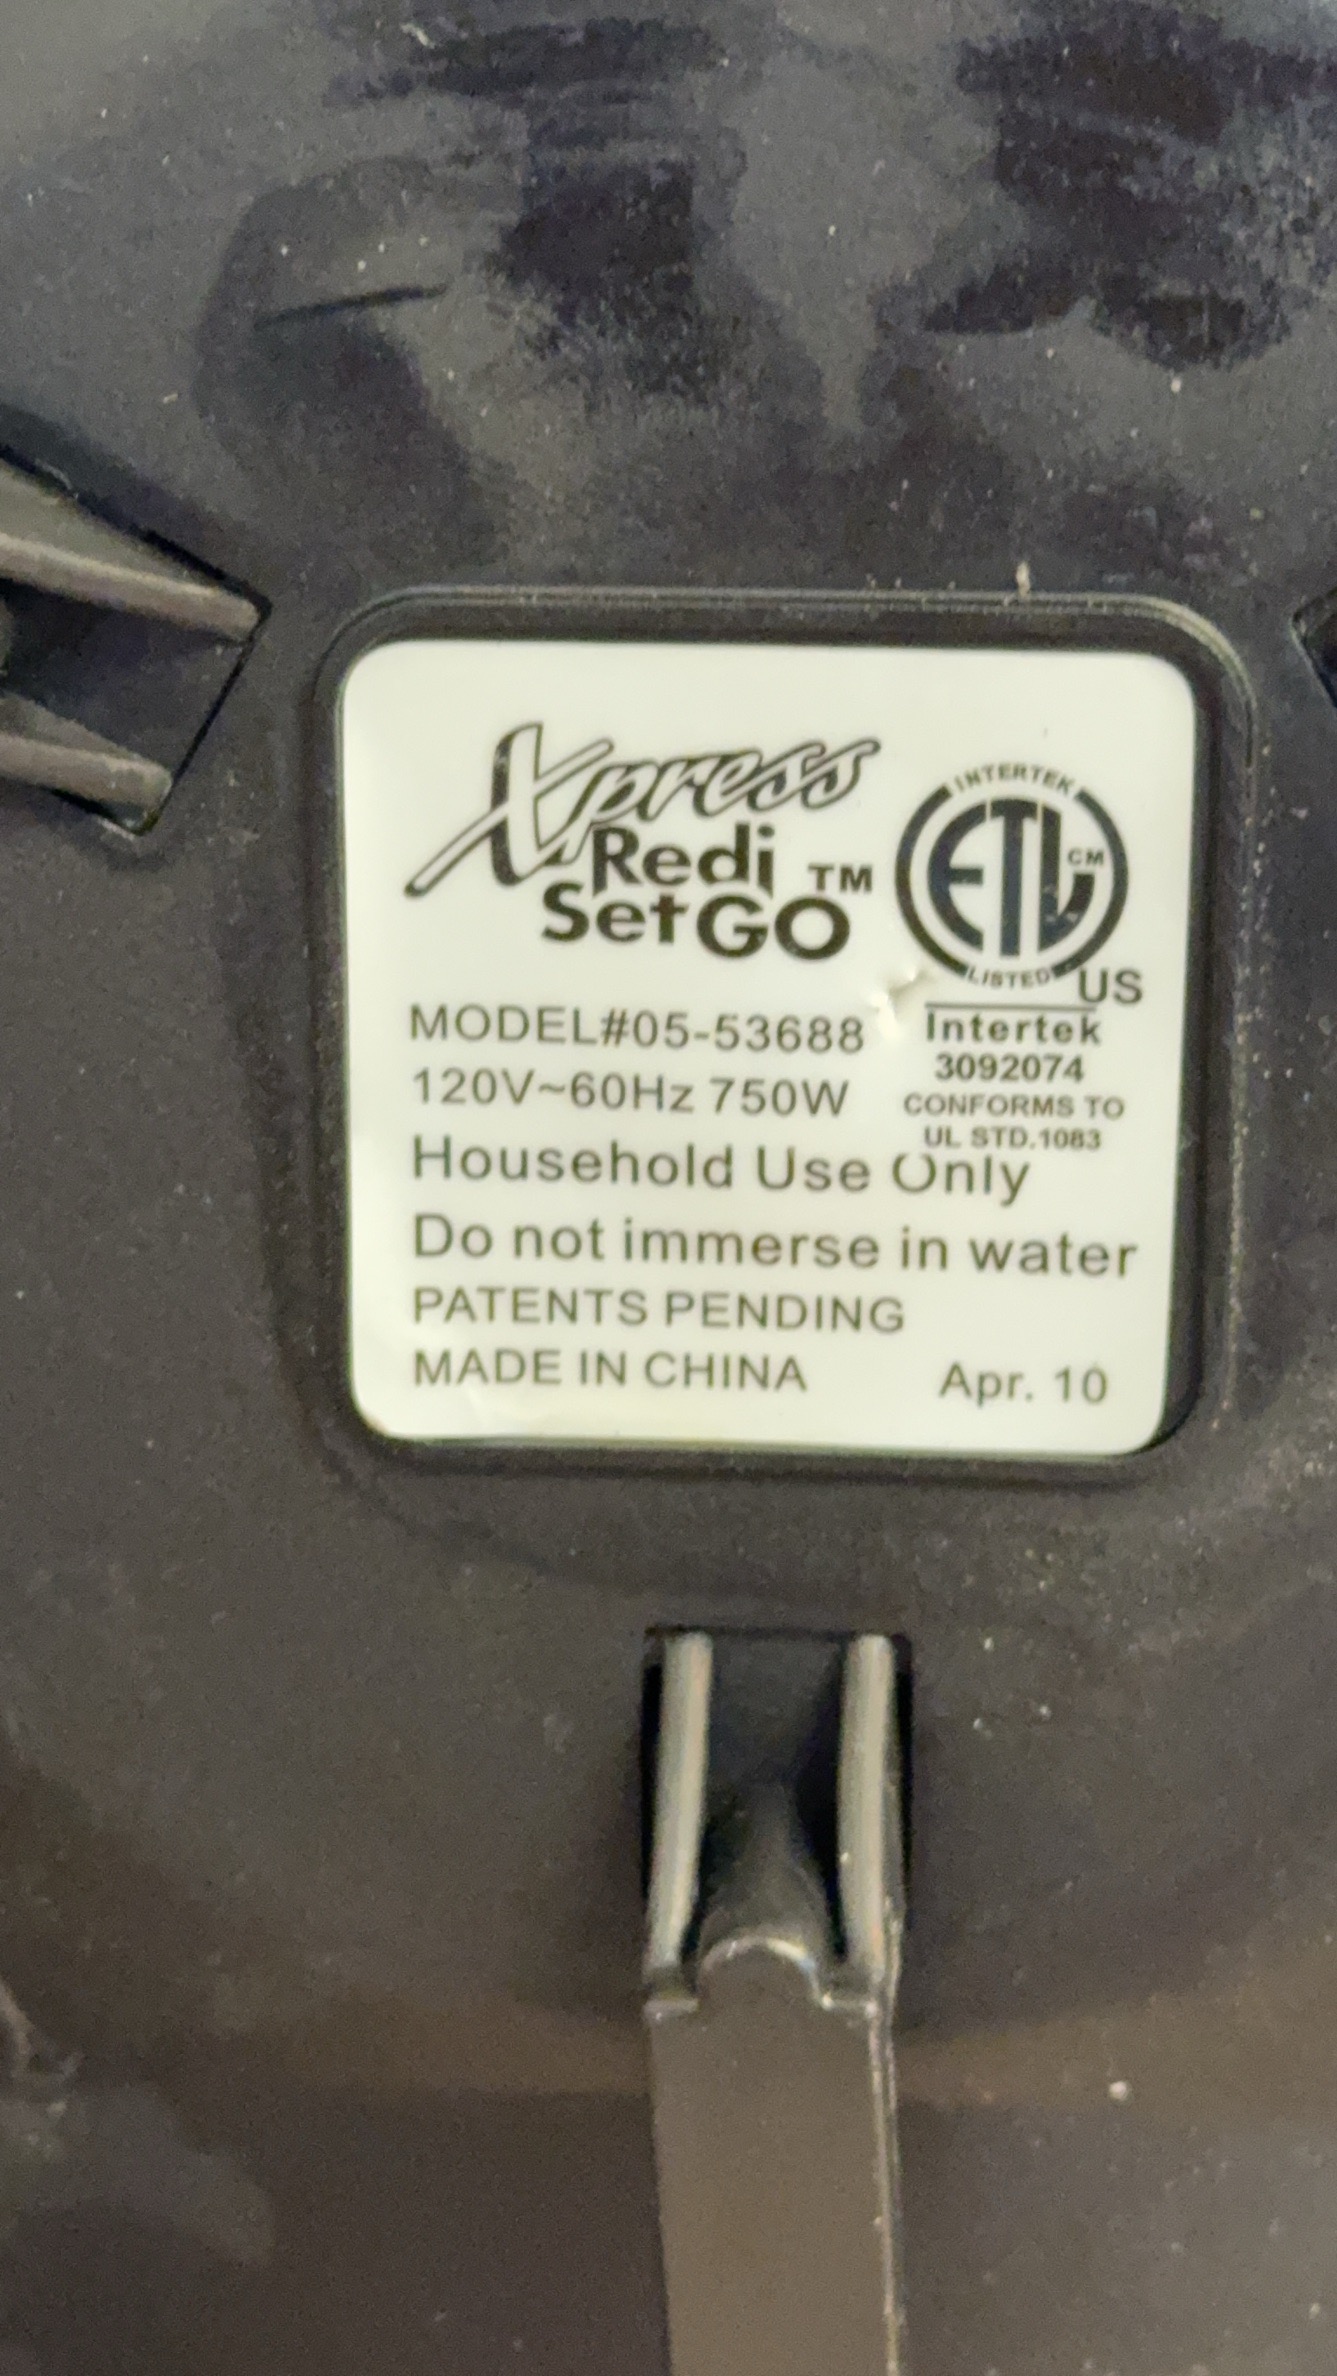 Xpress
Redi
SetGO™
INTERTEK
ETL CM
LISTED US
Intertek
3092074
CONFORMS TO
UL STD.1083
MODEL#05-53688
120V~60Hz 750W
Household Use Only
Do not immerse in water
PATENTS PENDING
MADE IN CHINA Apr. 10